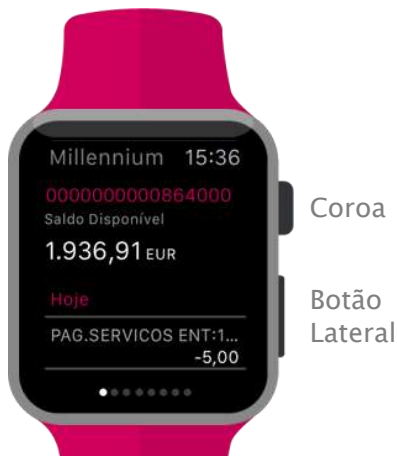 Millennium 15:36
0000000000864000
Saldo Disponível
1.936,91 EUR
Hoje
PAG.SERVICOS ENT:1...
-5,00
Coroa
Botão
Lateral